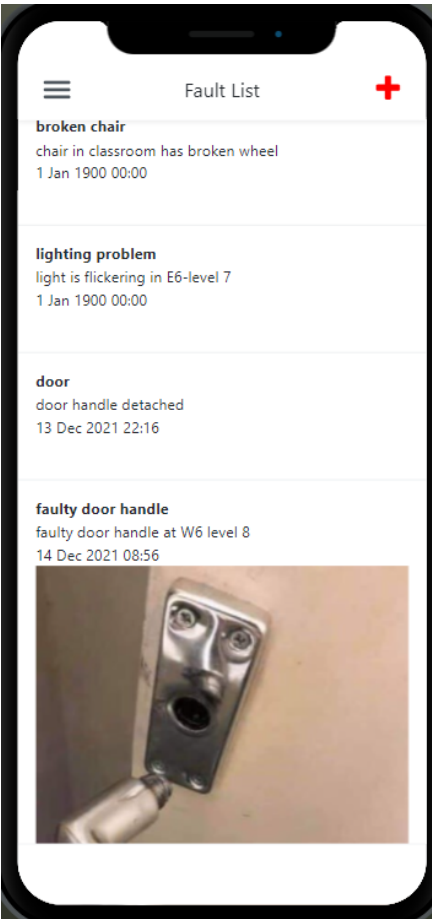 Fault List
broken chair
chair in classroom has broken wheel
1 Jan 1900 00:00
lighting problem
light is flickering in E6-level 7
1 Jan 1900 00:00
door
door handle detached
13 Dec 2021 22:16
faulty door handle
faulty door handle at W6 level 8
14 Dec 2021 08:56